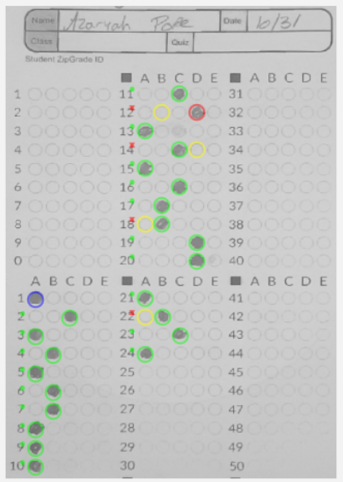 Name Azariah Pope Date 10/31
Class Quiz
Student ZipGrade ID
A B C D E A B C D E
1 11 31
2 12 32
3 13 33
4 14 34
5 15 35
6 16 36
7 17 37
8 18 38
9 19 39
0 20 40
A B C D E A B C D E A B C D E
1 21 41
2 22 42
3 23 43
4 24 44
5 25 45
6 26 46
7 27 47
8 28 48
9 29 49
10 30 50